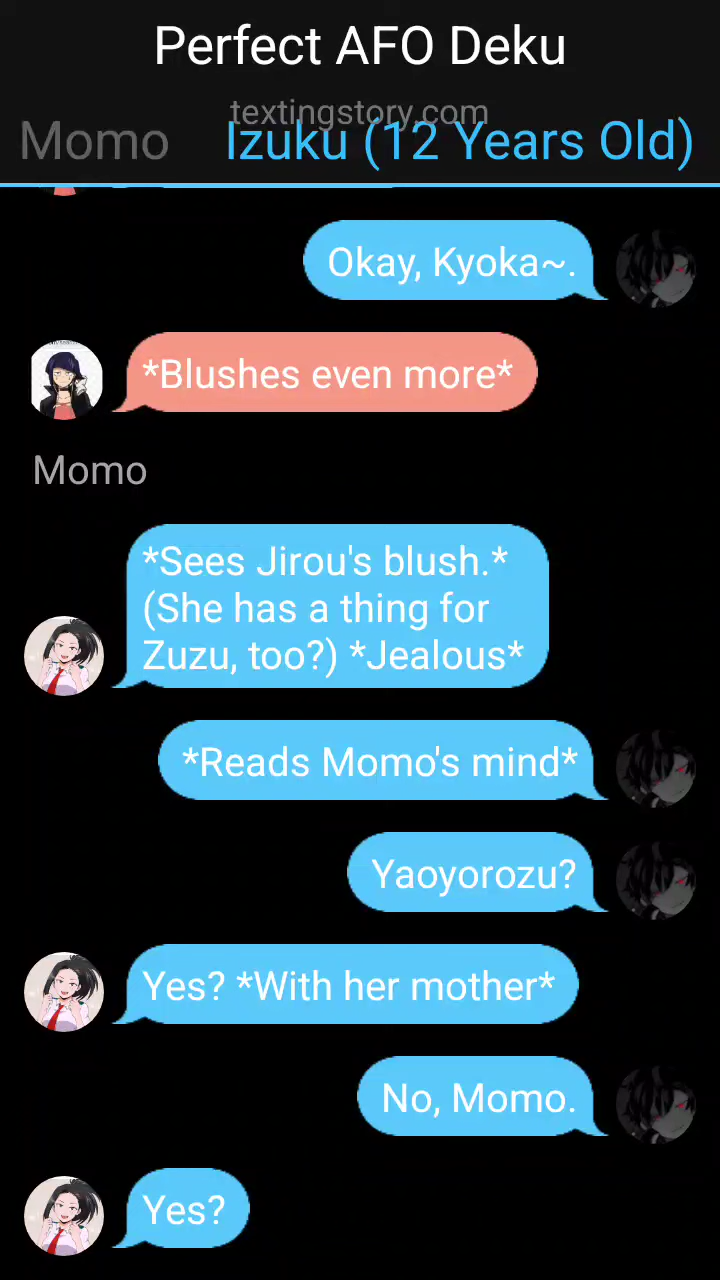 Perfect AFO Deku
textingstory.com
Momo
Izuku (12 Years Old)
Okay, Kyoka~.
*Blushes even more*
Momo
*Sees Jirou's blush.*
(She has a thing for
Zuzu, too?) *Jealous*
*Reads Momo's mind*
Yaoyorozu?
Yes? *With her mother*
No, Momo.
Yes?